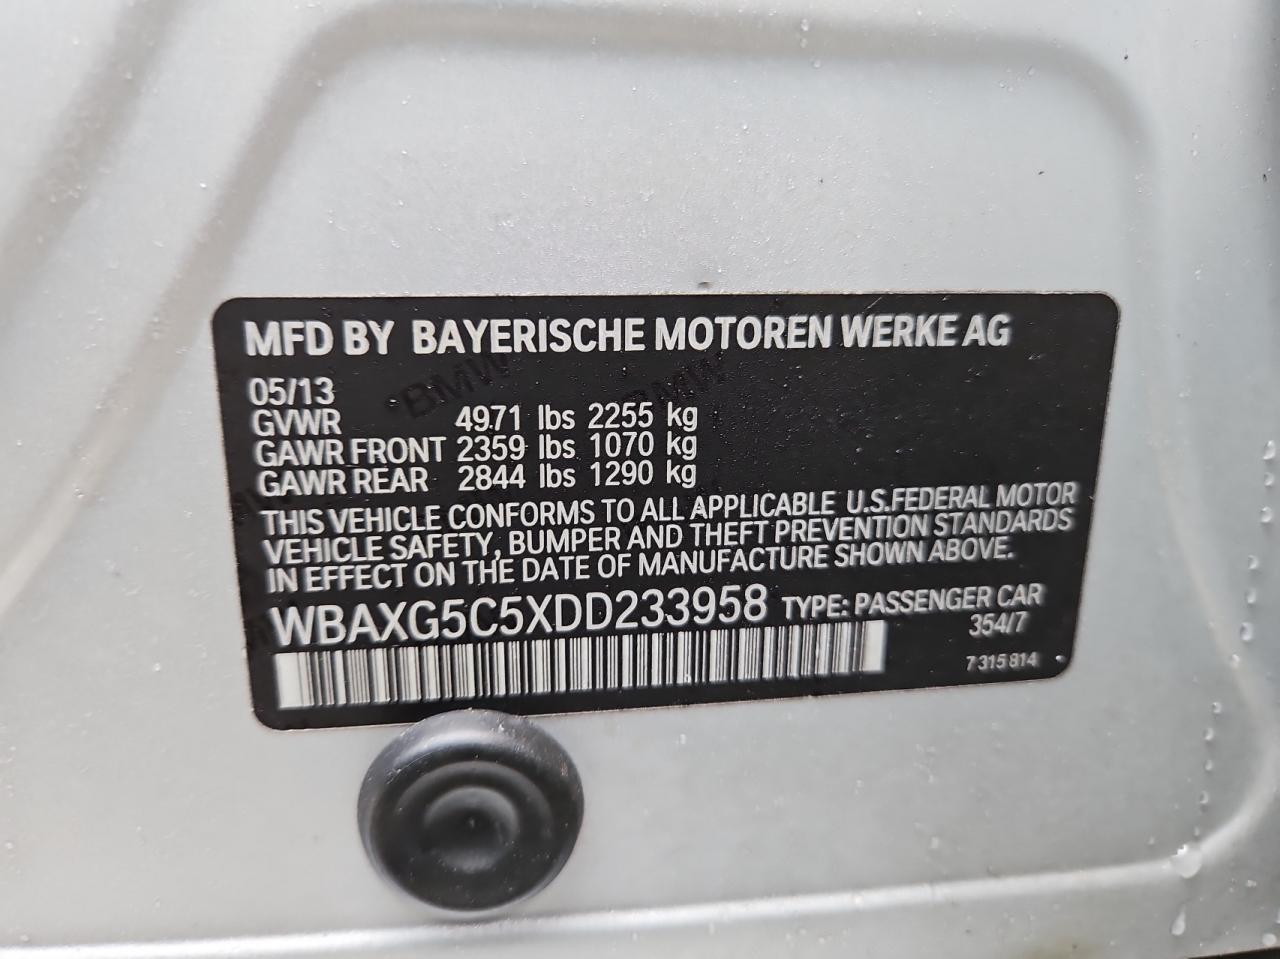 MFD BY BAYERISCHE MOTOREN WERKE AG
05/13
GVWR 4971 lbs 2255 kg
GAWR FRONT 2359 lbs 1070 kg
GAWR REAR 2844 lbs 1290 kg
THIS VEHICLE CONFORMS TO ALL APPLICABLE U.S.FEDERAL MOTOR
VEHICLE SAFETY, BUMPER AND THEFT PREVENTION STANDARDS
IN EFFECT ON THE DATE OF MANUFACTURE SHOWN ABOVE.
WBAXG5C5XDD233958 TYPE: PASSENGER CAR
354/7
7 315 814
BMW
BMW